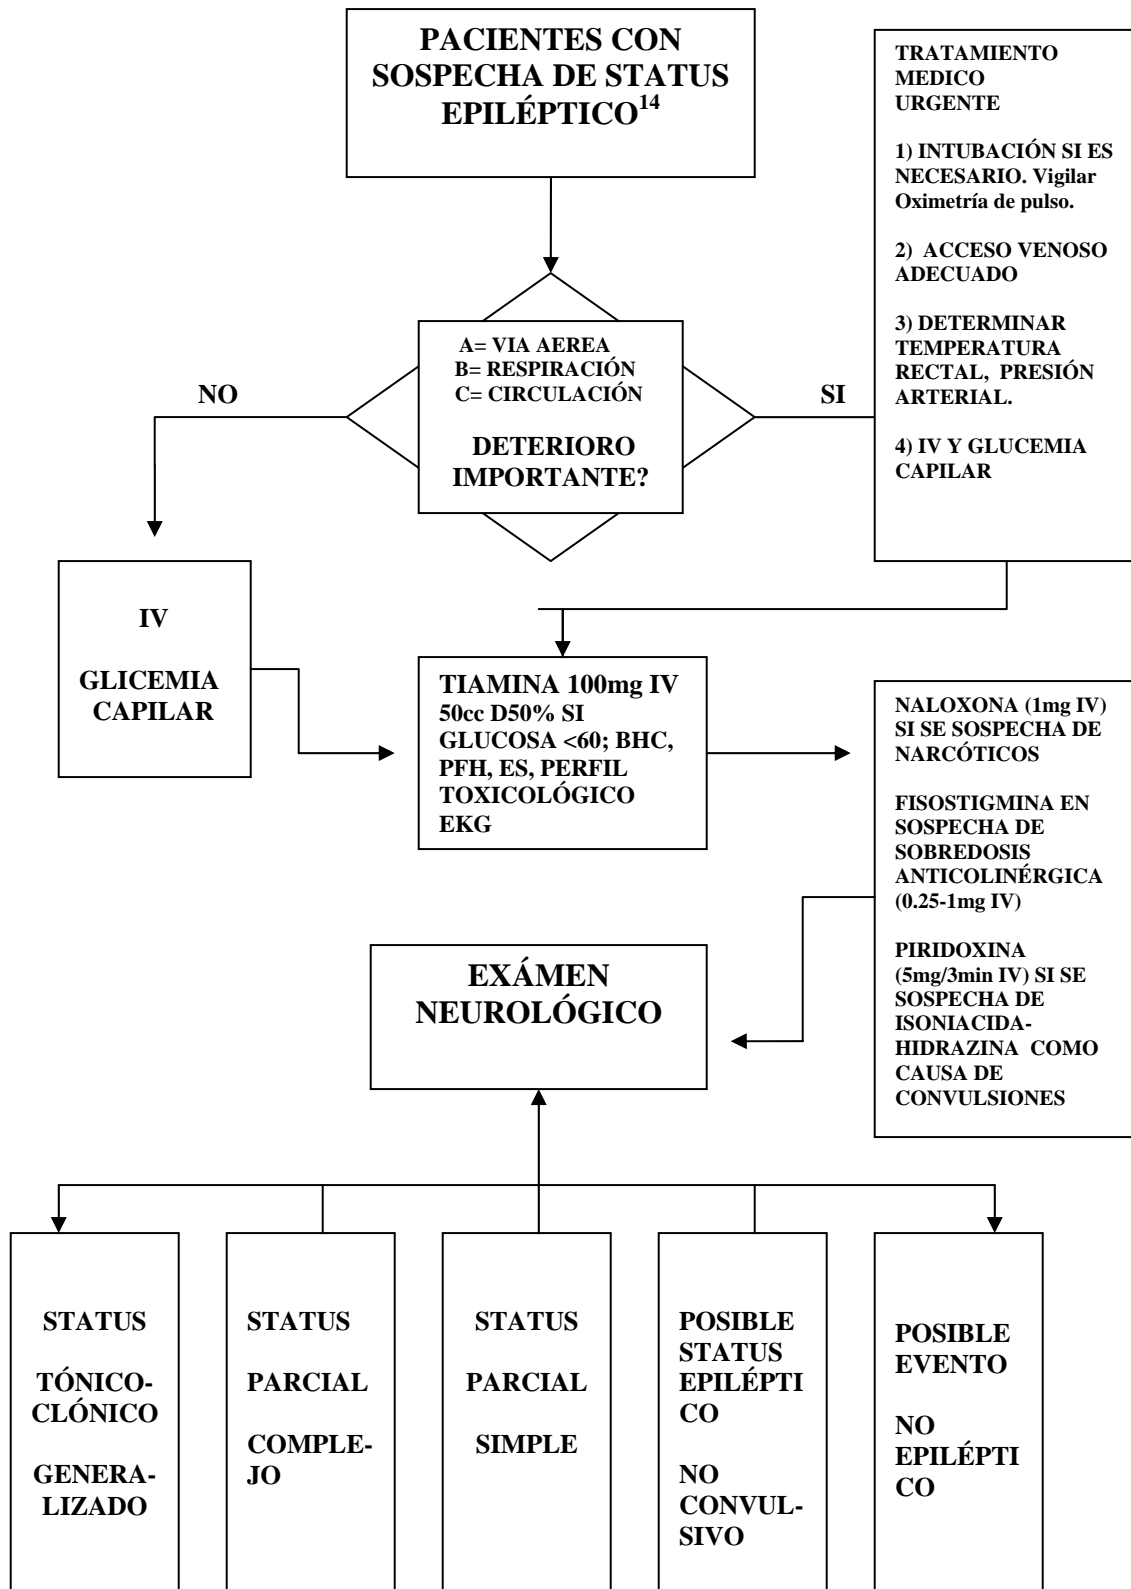 PACIENTES CON
SOSPECHA DE STATUS
EPILÉPTICO14
TRATAMIENTO
MEDICO
URGENTE
1) INTUBACIÓN SI ES
NECESARIO. Vigilar
Oximetría de pulso.
2) ACCESO VENOSO
ADECUADO
3) DETERMINAR
TEMPERATURA
RECTAL, PRESIÓN
ARTERIAL.
4) IV Y GLUCEMIA
CAPILAR
A= VIA AEREA
B= RESPIRACIÓN
C= CIRCULACIÓN
DETERIORO
IMPORTANTE?
NO
SI
IV
GLICEMIA
CAPILAR
TIAMINA 100mg IV
50cc D50% SI
GLUCOSA <60; BHC,
PFH, ES, PERFIL
TOXICOLÓGICO
EKG
NALOXONA (1mg IV)
SI SE SOSPECHA DE
NARCÓTICOS
FISOSTIGMINA EN
SOSPECHA DE
SOBREDOSIS
ANTICOLINÉRGICA
(0.25-1mg IV)
PIRIDOXINA
(5mg/3min IV) SI SE
SOSPECHA DE
ISONIACIDA-
HIDRAZINA COMO
CAUSA DE
CONVULSIONES
EXÁMEN
NEUROLÓGICO
STATUS
TÓNICO-
CLÓNICO
GENERA-
LIZADO
STATUS
PARCIAL
COMPLE-
JO
STATUS
PARCIAL
SIMPLE
POSIBLE
STATUS
EPILÉPTI
CO
NO
CONVUL-
SIVO
POSIBLE
EVENTO
NO
EPILÉPTI
CO